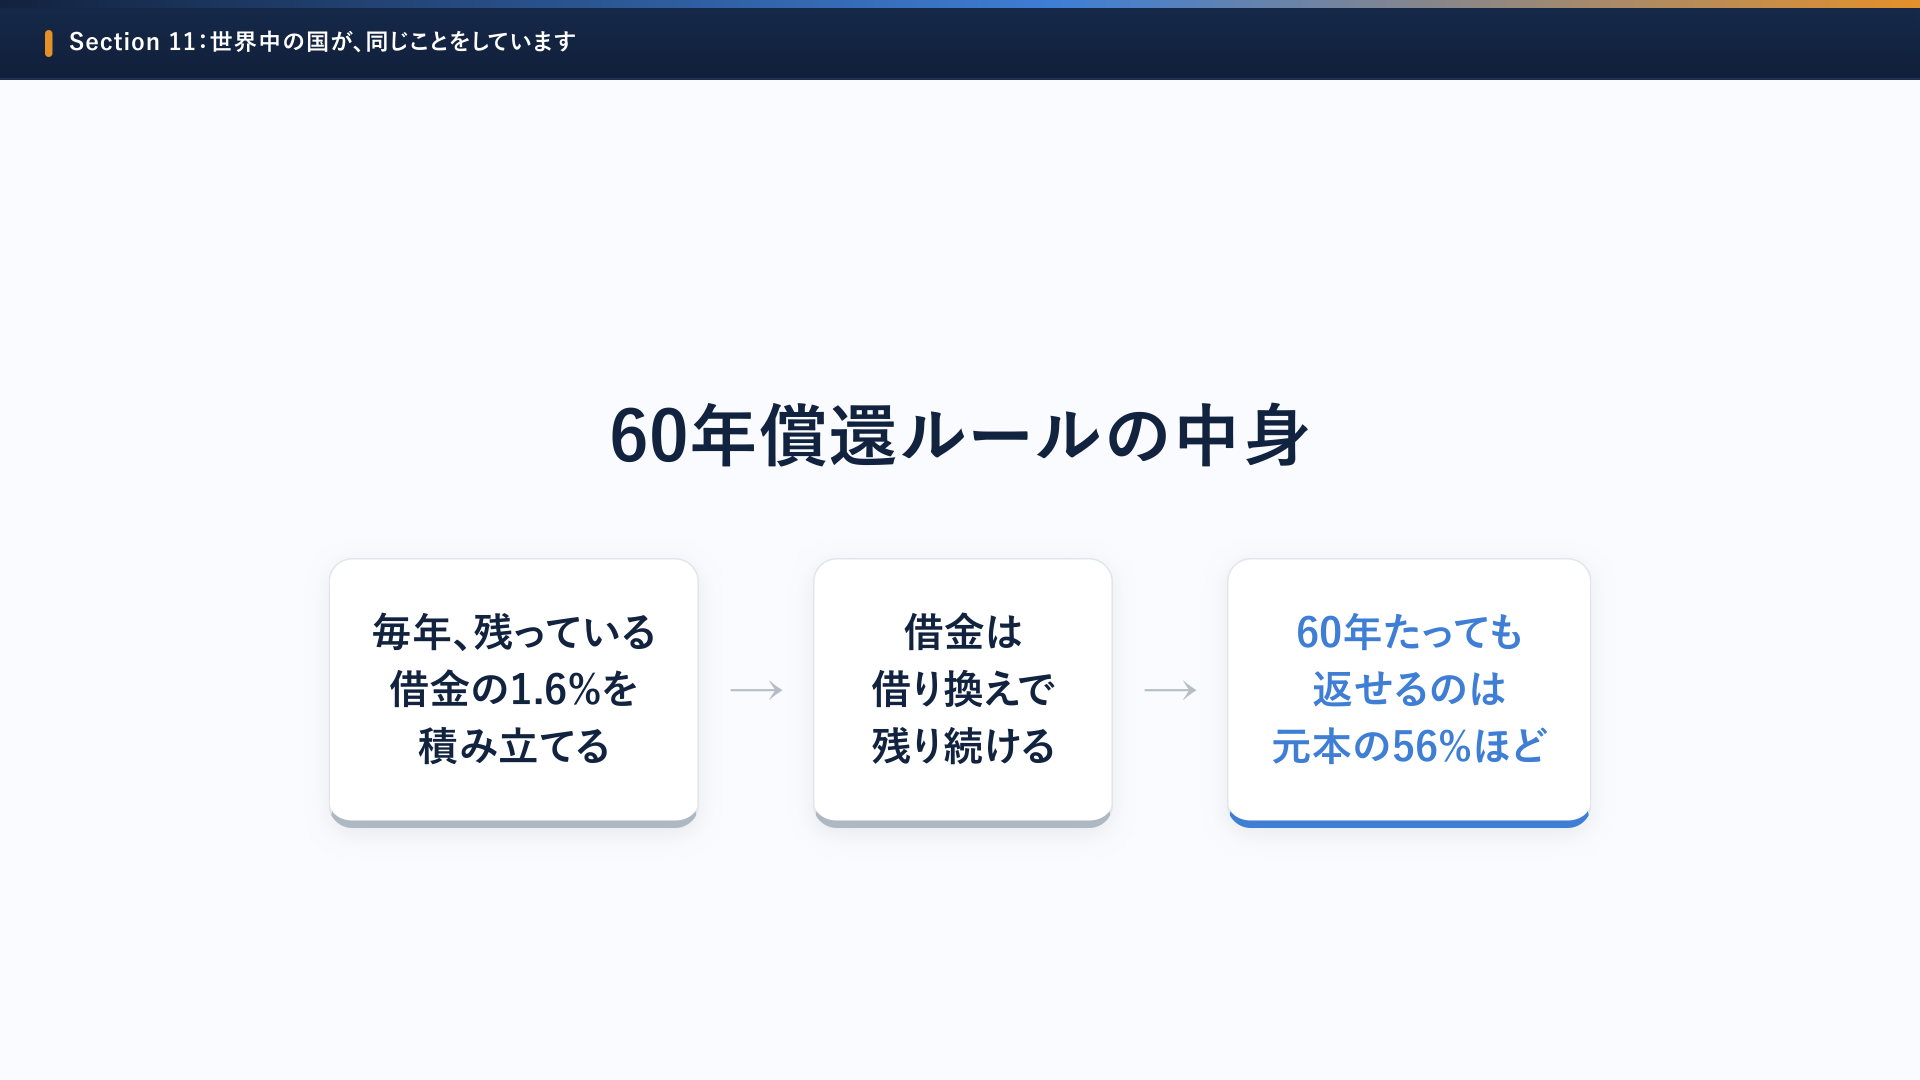 Section 11：世界中の国が、同じことをしています
60年償還ルールの中身
毎年、残っている
借金の1.6%を
積み立てる
→
借金は
借り換えで
残り続ける
→
60年たっても
返せるのは
元本の56%ほど